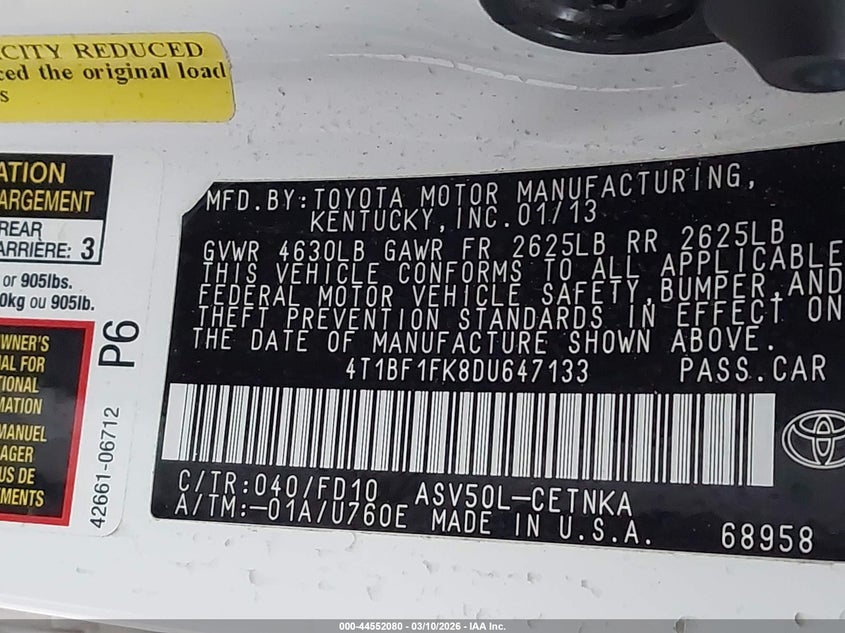 CITY REDUCED
ced the original load
s
ATION
ARGEMENT
REAR
ARRIÈRE: 3
or 905lbs.
0kg ou 905lb.
OWNER'S
AL FOR
TIONAL
MATION
MANUEL
AGER
US DE
EMENTS
P6
42661-06712
MFD.BY:TOYOTA MOTOR MANUFACTURING,
KENTUCKY,INC.01/13
GVWR 4630LB GAWR FR 2625LB RR 2625LB
THIS VEHICLE CONFORMS TO ALL APPLICABLE
FEDERAL MOTOR VEHICLE SAFETY,BUMPER,AND
THEFT PREVENTION STANDARDS IN EFFECT ON
THE DATE OF MANUFACTURE SHOWN ABOVE.
4T1BF1FK8DU647133 PASS.CAR
C/TR:040/FD10 ASV50L-CETNKA
A/TM:-01A/U760E MADE IN U.S.A. 68958
000-44552080 - 03/10/2026 - IAA Inc.